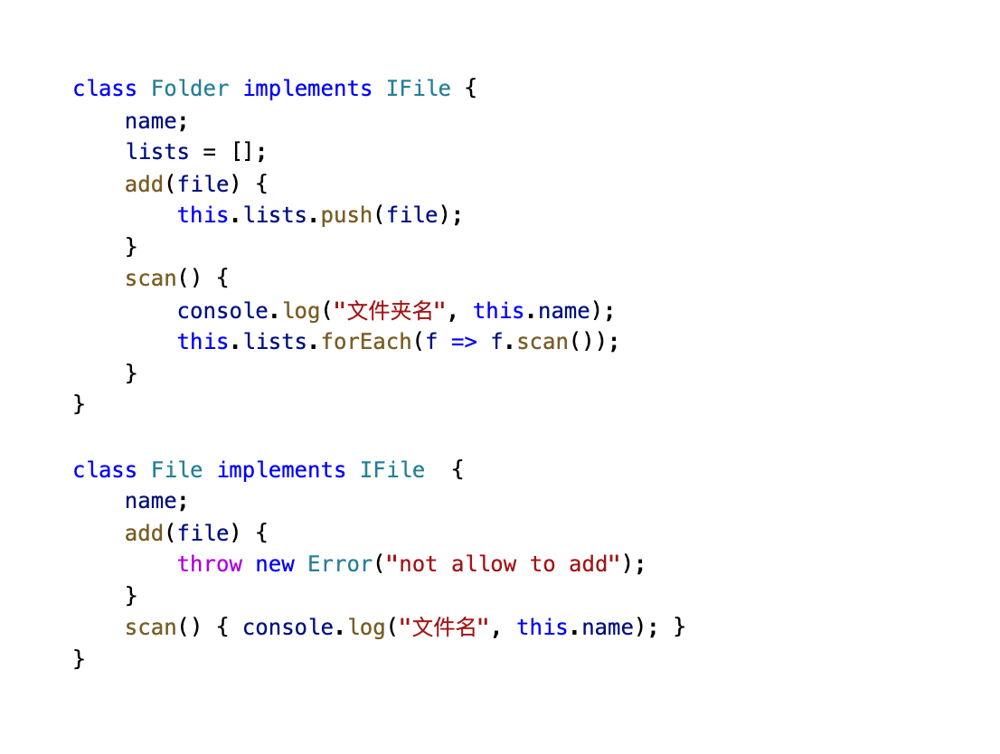 class Folder implements IFile {
    name;
    lists = [];
    add(file) {
        this.lists.push(file);
    }
    scan() {
        console.log("文件夹名", this.name);
        this.lists.forEach(f => f.scan());
    }
}

class File implements IFile  {
    name;
    add(file) {
        throw new Error("not allow to add");
    }
    scan() { console.log("文件名", this.name); }
}